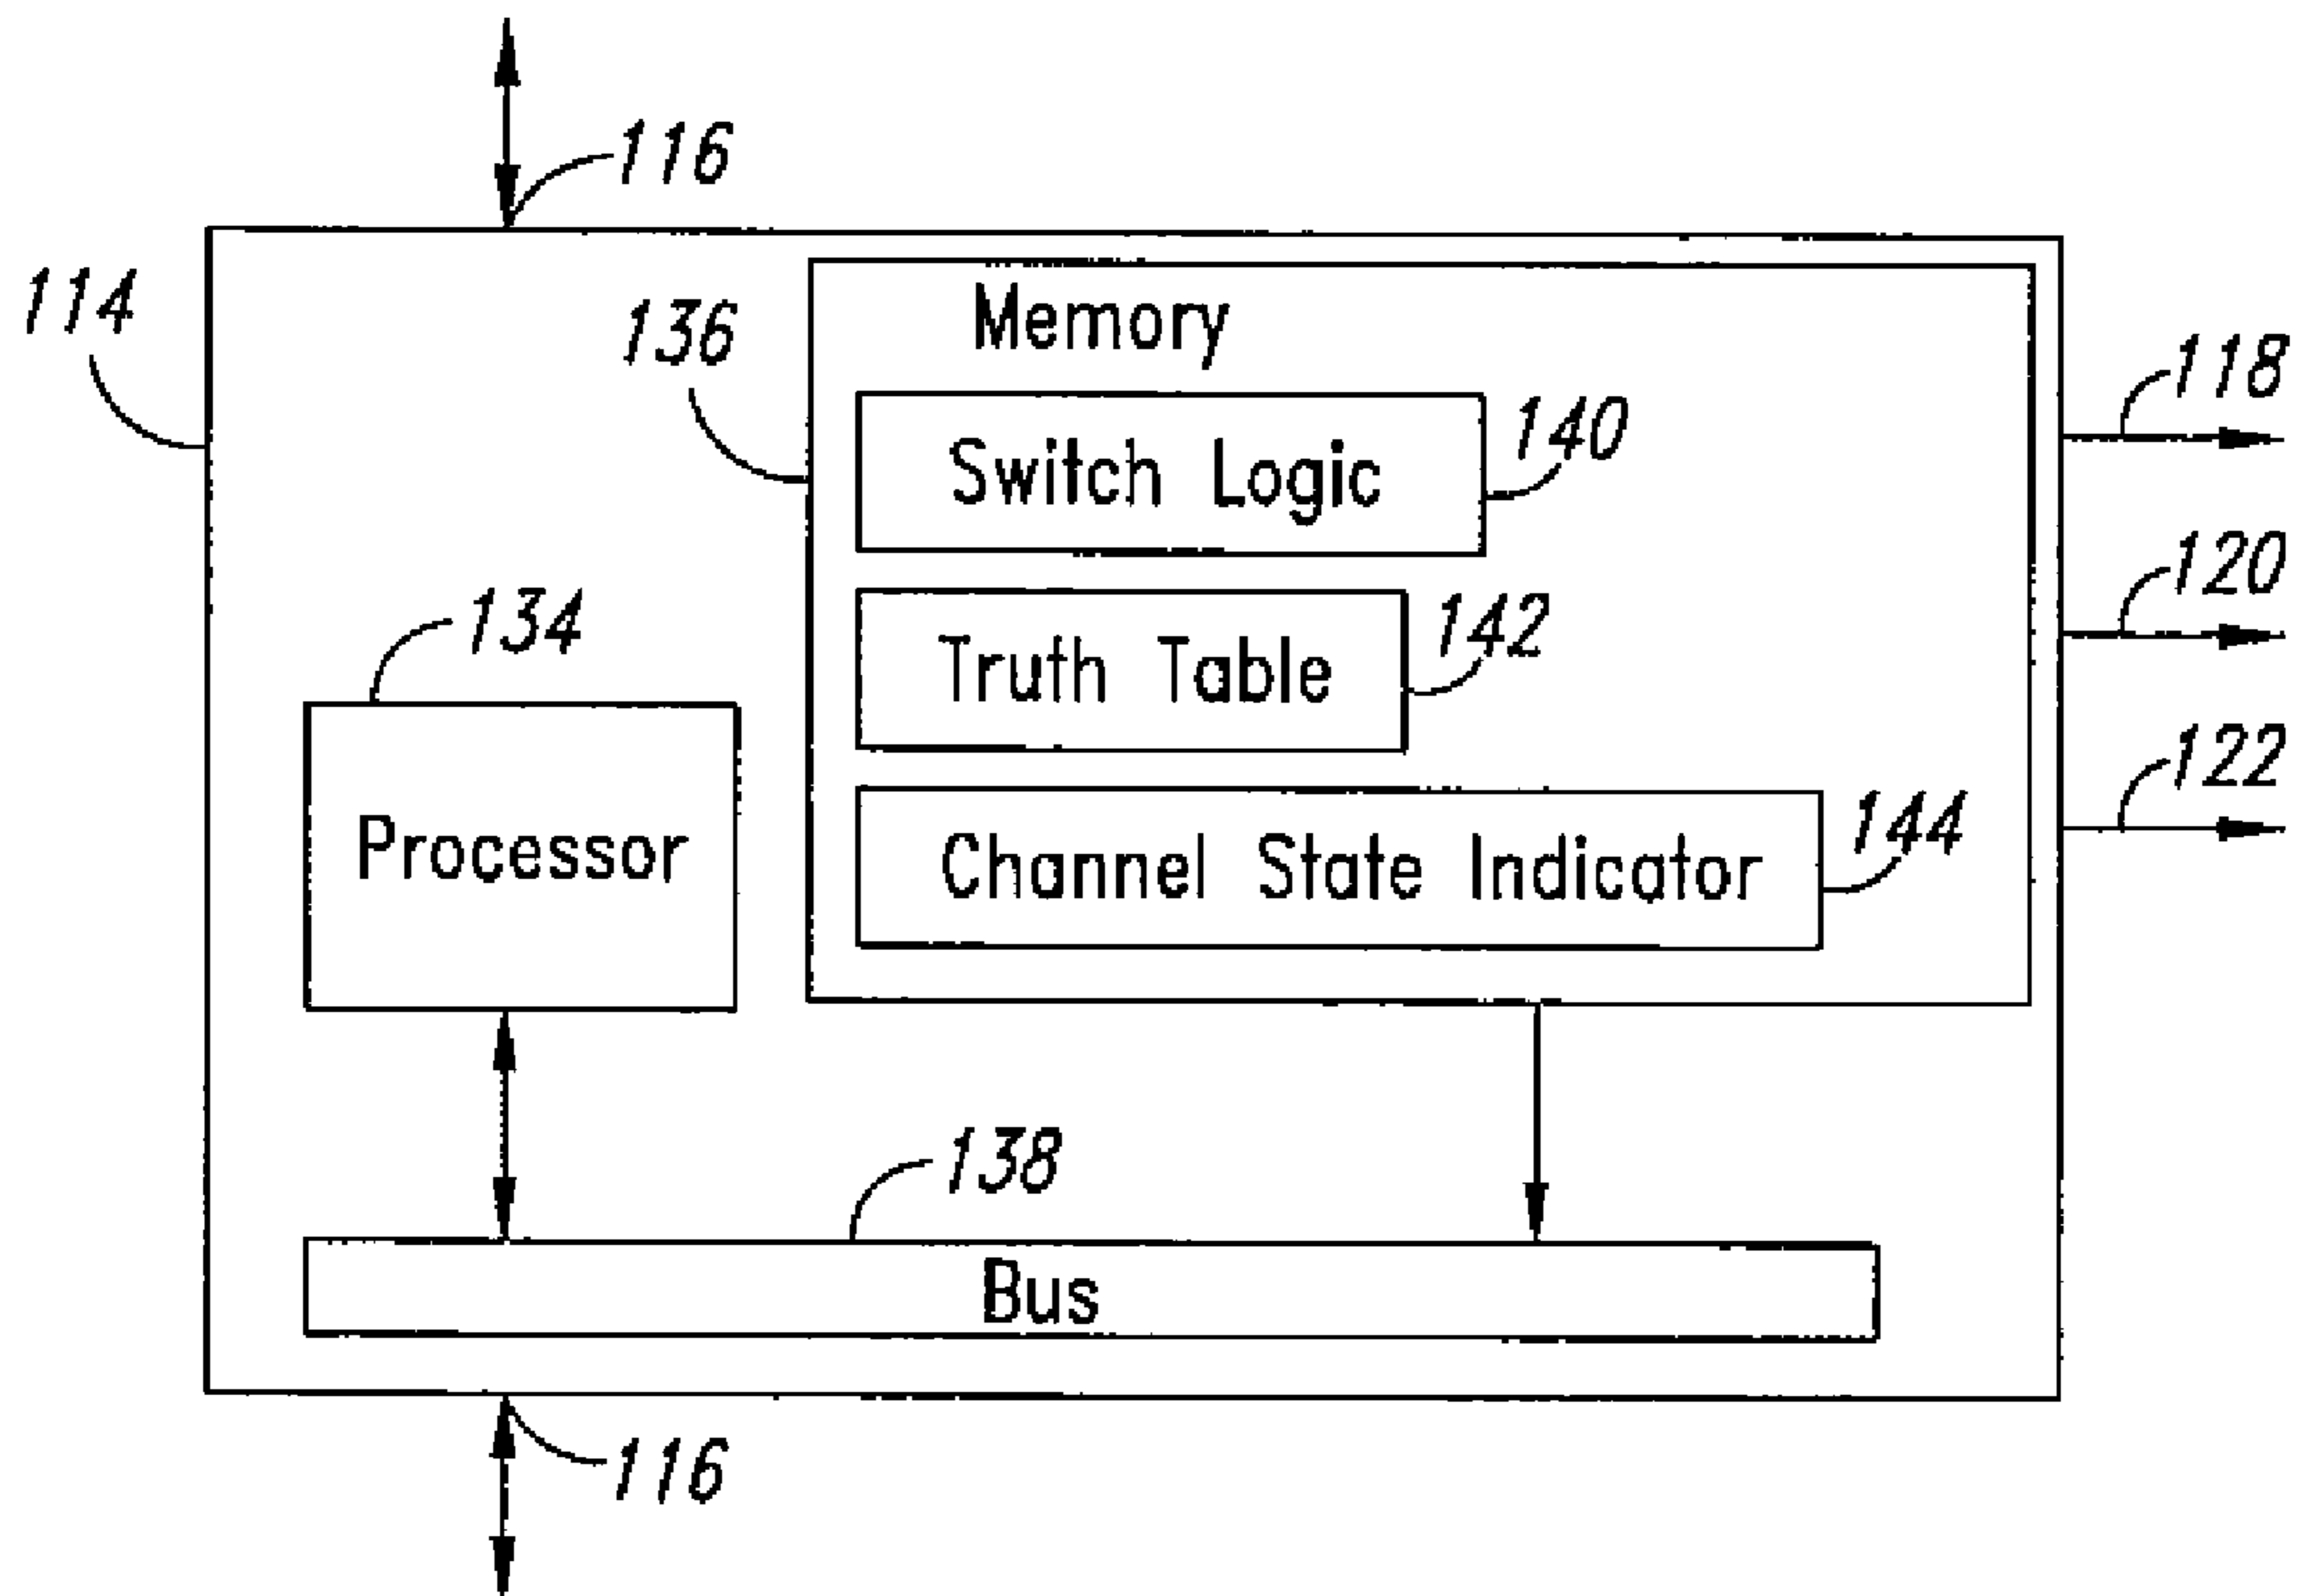 116
114
136
Memory
118
Switch Logic
140
120
134
Truth Table
142
122
Processor
Channel State Indicator
144
138
Bus
116